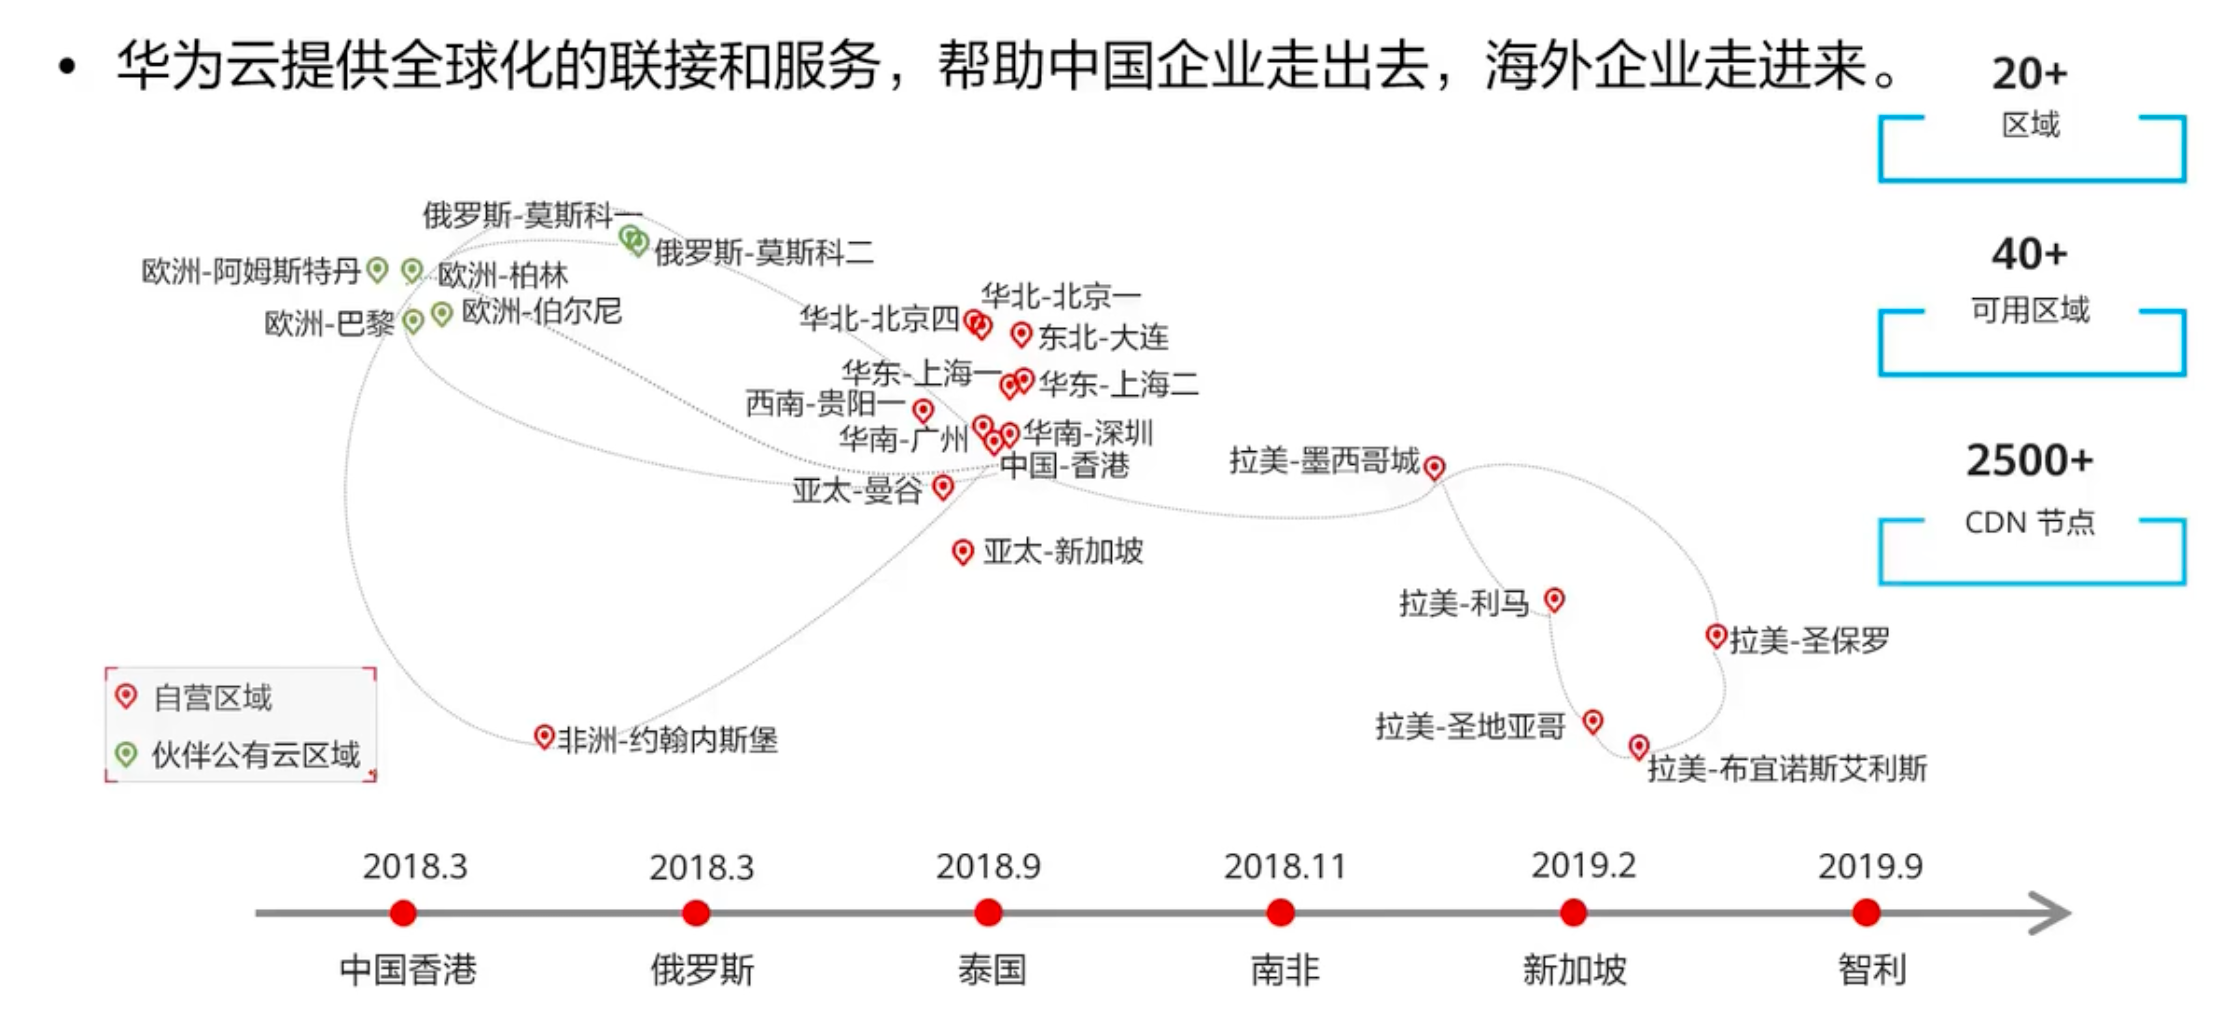 • 华为云提供全球化的联接和服务，帮助中国企业走出去，海外企业走进来。
20+
区域
40+
可用区域
2500+
CDN 节点
俄罗斯-莫斯科一
俄罗斯-莫斯科二
欧洲-阿姆斯特丹
欧洲-柏林
欧洲-巴黎
欧洲-伯尔尼
华北-北京一
华北-北京四
东北-大连
华东-上海一
华东-上海二
西南-贵阳一
华南-广州
华南-深圳
中国-香港
亚太-曼谷
亚太-新加坡
拉美-墨西哥城
拉美-利马
拉美-圣保罗
拉美-圣地亚哥
拉美-布宜诺斯艾利斯
非洲-约翰内斯堡
自营区域
伙伴公有云区域
2018.3
2018.3
2018.9
2018.11
2019.2
2019.9
中国香港
俄罗斯
泰国
南非
新加坡
智利